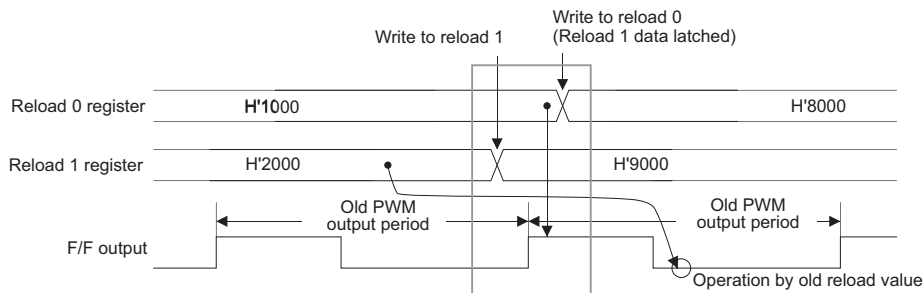 Write to reload 1
Write to reload 0
(Reload 1 data latched)
Reload 0 register
H'1000
H'8000
Reload 1 register
H'2000
H'9000
Old PWM
output period
Old PWM
output period
F/F output
Operation by old reload value